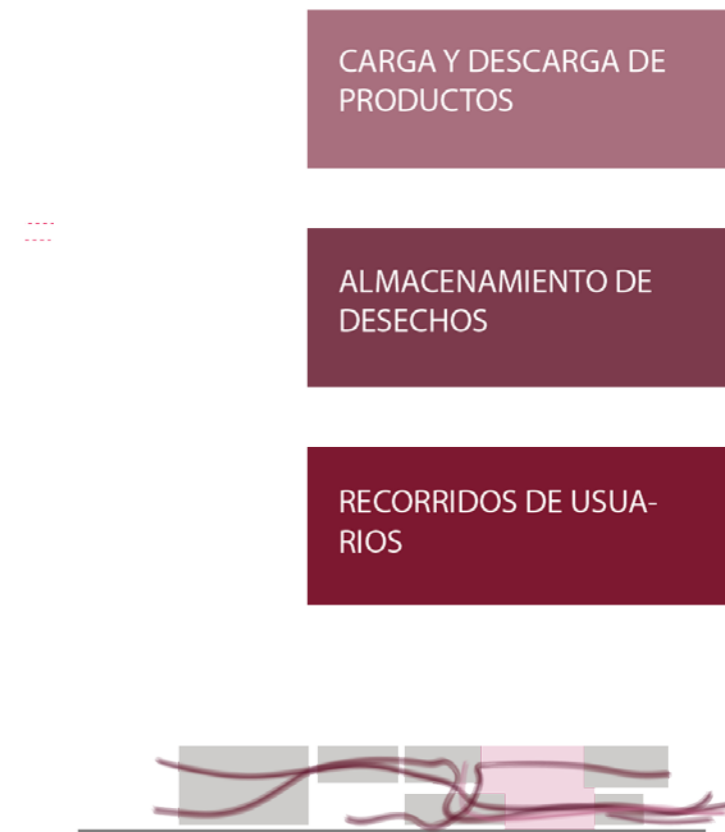 CARGA Y DESCARGA DE
PRODUCTOS
ALMACENAMIENTO DE
DESECHOS
RECORRIDOS DE USUA-
RIOS